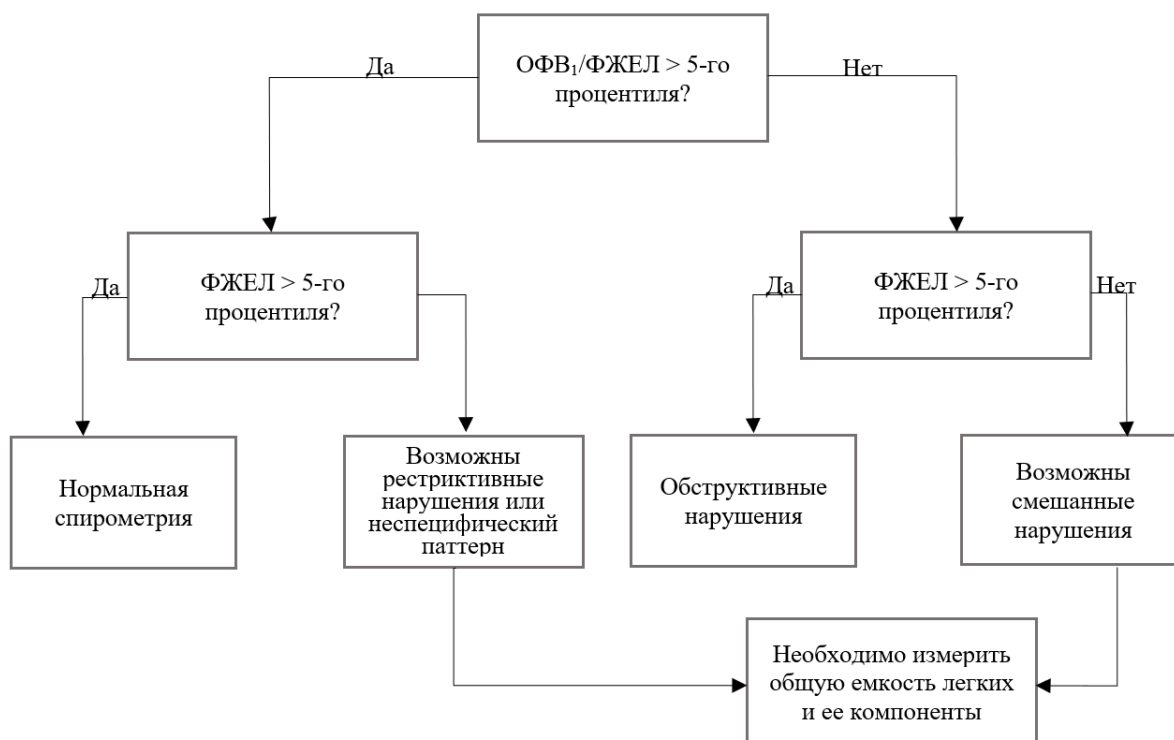 ОФВ₁/ФЖЕЛ > 5-го
процентиля?
Да
Нет
ФЖЕЛ > 5-го
процентиля?
Да
ФЖЕЛ > 5-го
процентиля?
Да
Нет
Нормальная
спирометрия
Возможны
рестриктивные
нарушения или
неспецифический
паттерн
Обструктивные
нарушения
Возможны
смешанные
нарушения
Необходимо измерить
общую емкость легких
и ее компоненты